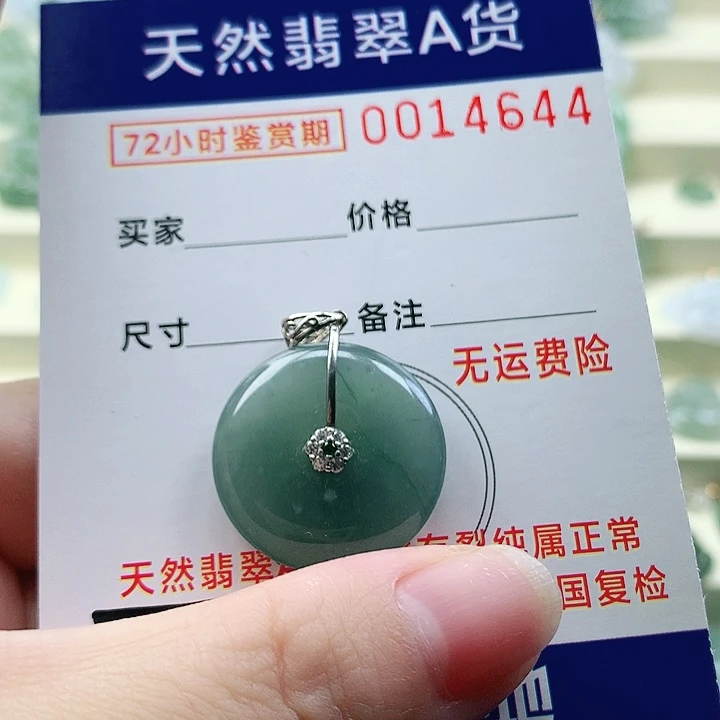 天然翡翠A货
72小时鉴赏期 0014644
买家 价格
尺寸 备注
无运费险
天然翡翠A 有裂纯属正常
国复检